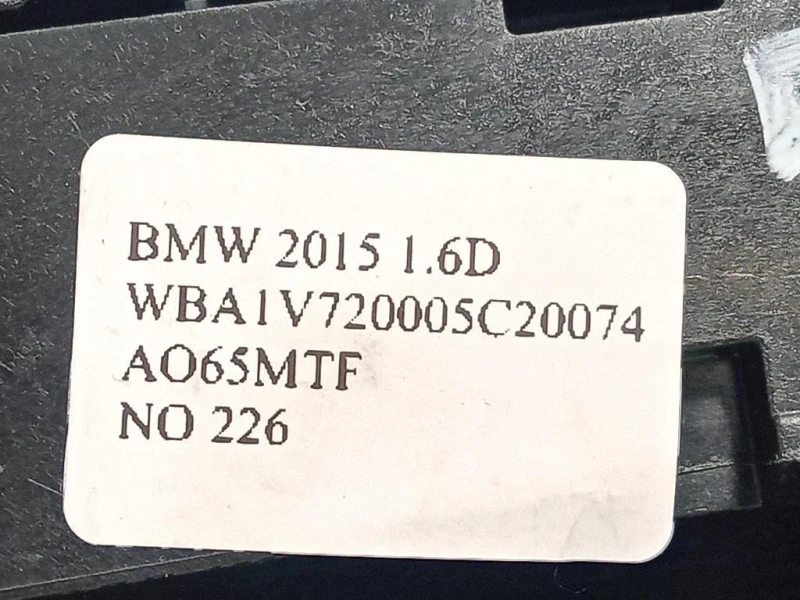 BMW 2015 1.6D
WBA1V720005C20074
AO65MTF
NO 226